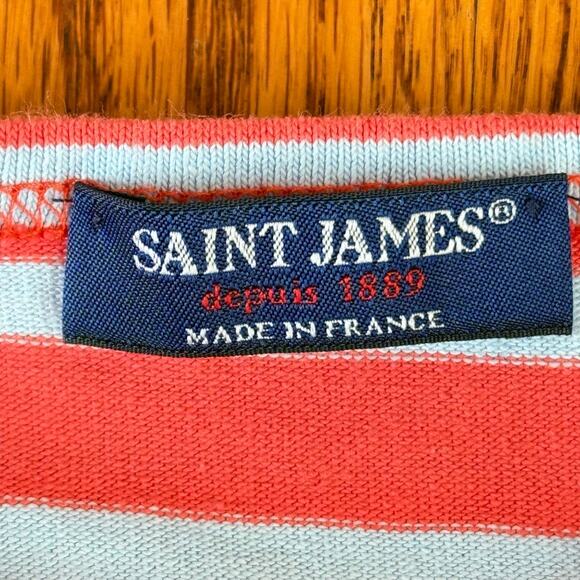 SAINT JAMES®
depuis 1889
MADE IN FRANCE